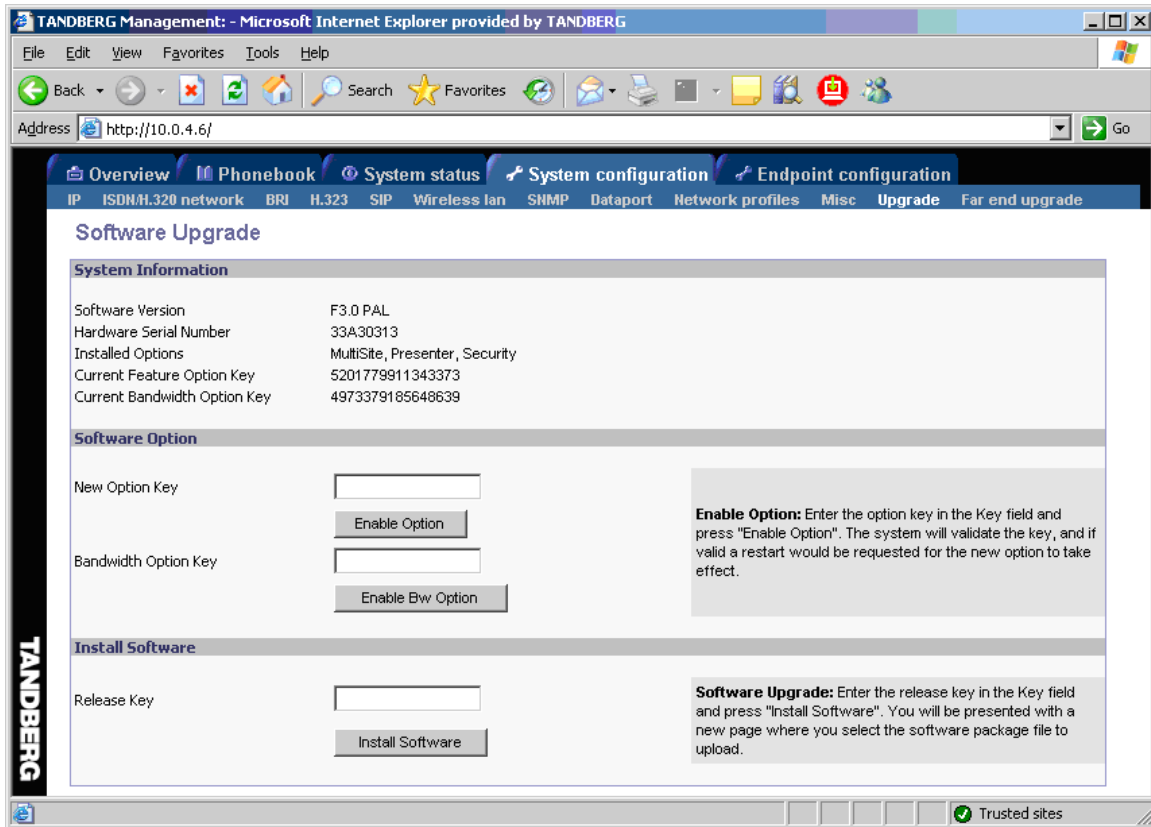 TANDBERG Management: - Microsoft Internet Explorer provided by TANDBERG
File Edit View Favorites Tools Help
Back Search Favorites
Address http://10.0.4.6/ Go
Overview Phonebook System status System configuration Endpoint configuration
IP ISDN/H.320 network BRI H.323 SIP Wireless lan SNMP Dataport Network profiles Misc Upgrade Far end upgrade
Software Upgrade
System Information
Software Version F3.0 PAL
Hardware Serial Number 33A30313
Installed Options MultiSite, Presenter, Security
Current Feature Option Key 5201779911343373
Current Bandwidth Option Key 4973379185648639
Software Option
New Option Key
Enable Option
Bandwidth Option Key
Enable Bw Option
Enable Option: Enter the option key in the Key field and
press "Enable Option". The system will validate the key, and if
valid a restart would be requested for the new option to take
effect.
Install Software
Release Key
Install Software
Software Upgrade: Enter the release key in the Key field
and press "Install Software". You will be presented with a
new page where you select the software package file to
upload.
TANDBERG
Trusted sites